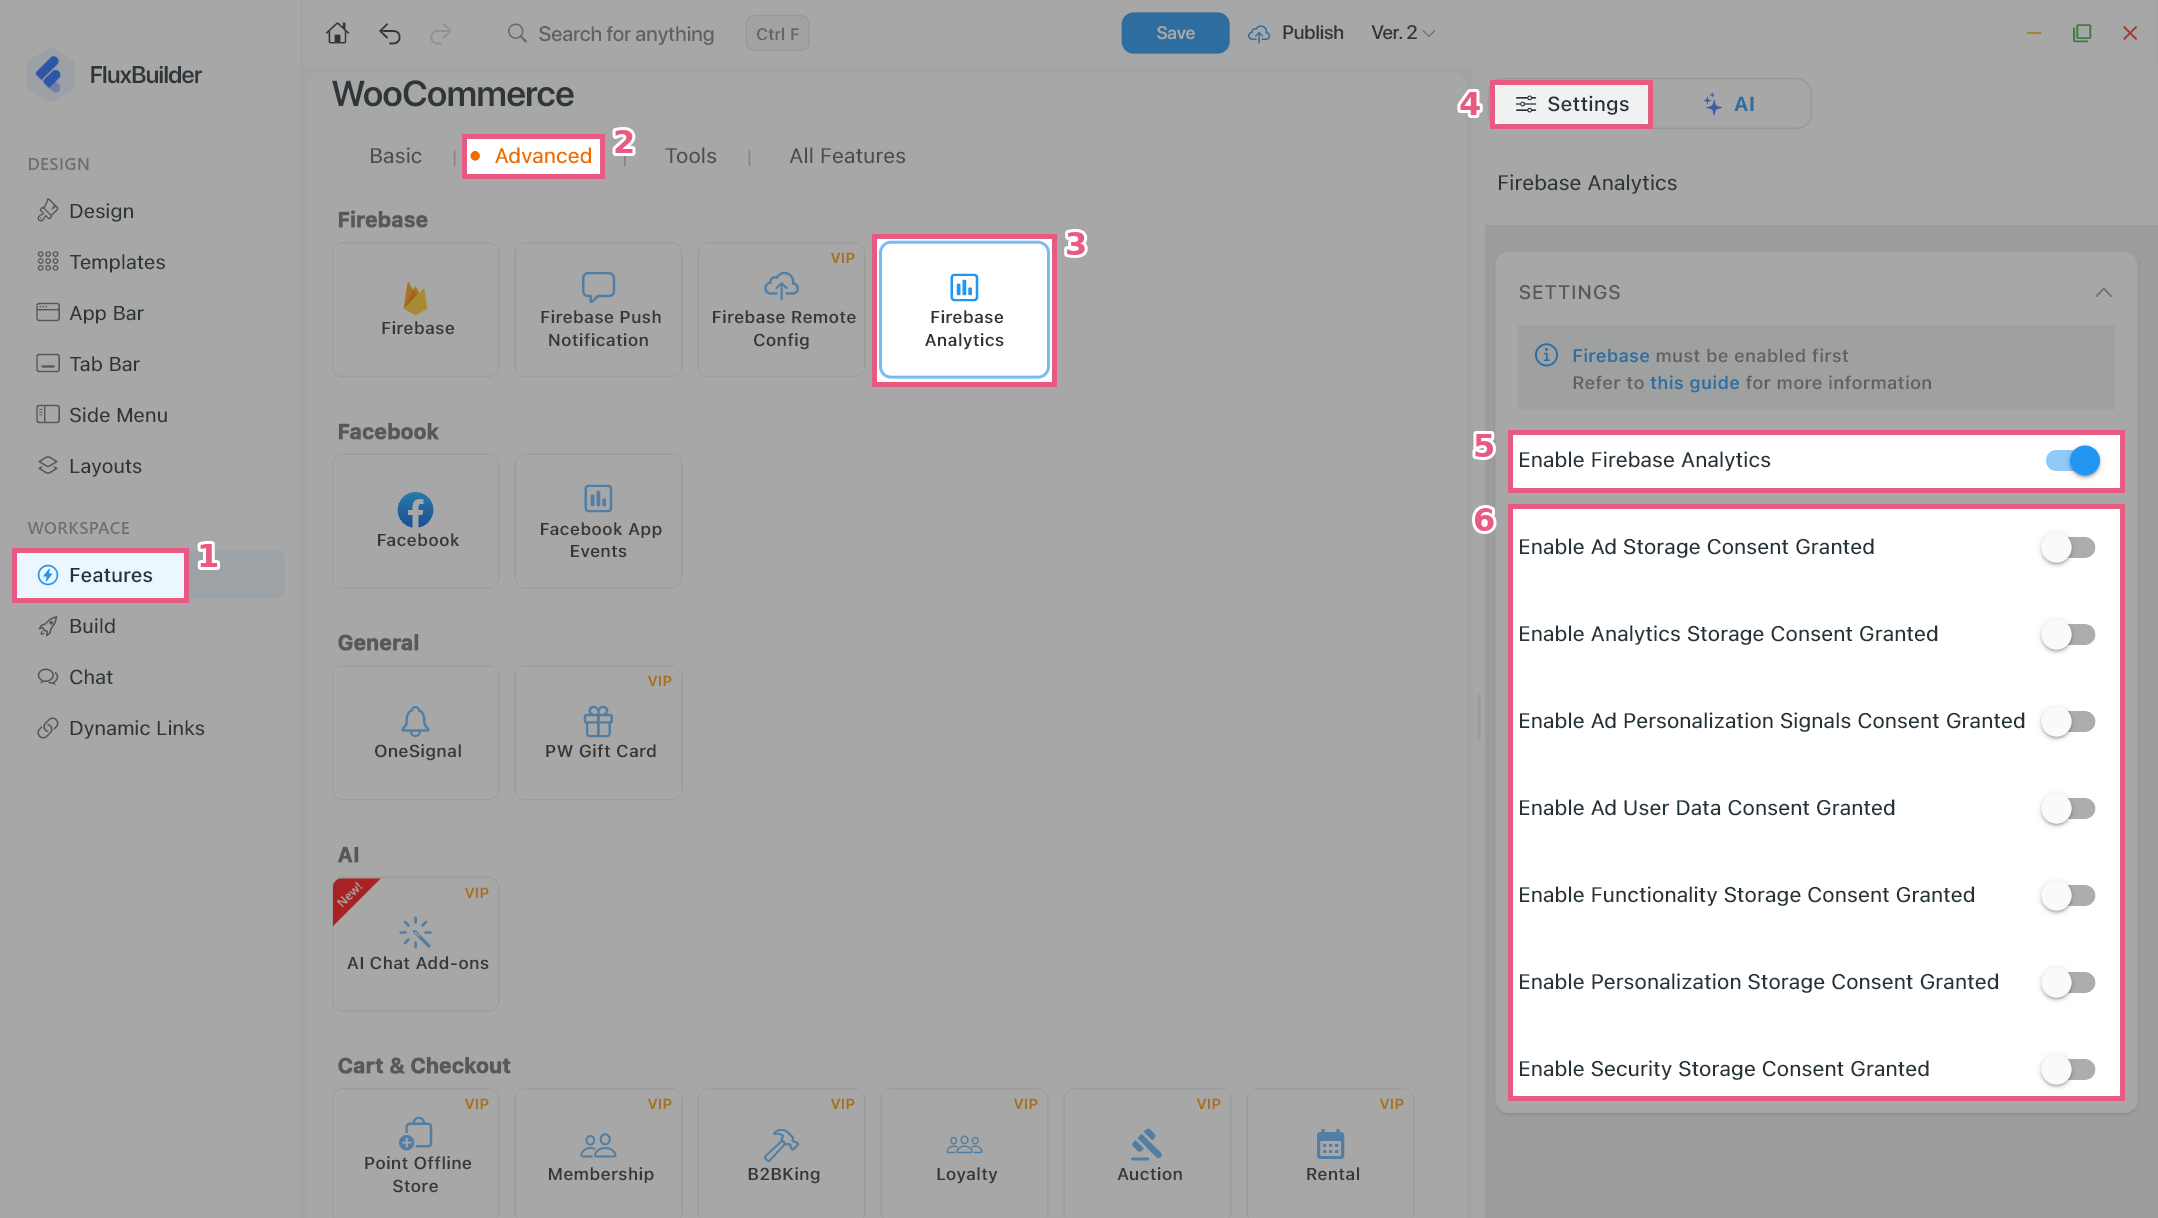 FluxBuilder
Search for anything
Ctrl F
Save
Publish
Ver. 2
DESIGN
Design
Templates
App Bar
Tab Bar
Side Menu
Layouts
WORKSPACE
Features
1
Build
Chat
Dynamic Links
WooCommerce
Basic | Advanced | Tools | All Features
2
Firebase
Firebase
Firebase Push
Notification
VIP
Firebase Remote
Config
Firebase
Analytics
3
Facebook
Facebook
Facebook App
Events
General
OneSignal
VIP
PW Gift Card
AI
New!
VIP
AI Chat Add-ons
Cart & Checkout
VIP
Point Offline
Store
VIP
Membership
VIP
B2BKing
VIP
Loyalty
VIP
Auction
VIP
Rental
4
Settings
AI
Firebase Analytics
SETTINGS
Firebase must be enabled first
Refer to this guide for more information
5
Enable Firebase Analytics
6
Enable Ad Storage Consent Granted
Enable Analytics Storage Consent Granted
Enable Ad Personalization Signals Consent Granted
Enable Ad User Data Consent Granted
Enable Functionality Storage Consent Granted
Enable Personalization Storage Consent Granted
Enable Security Storage Consent Granted